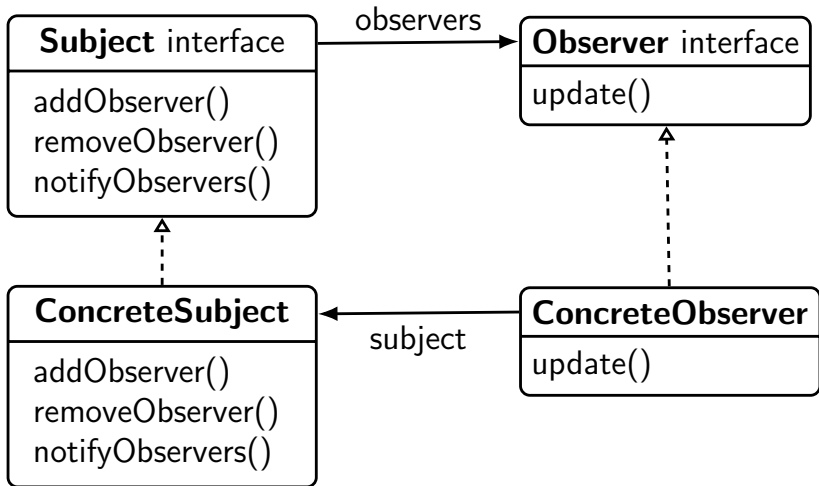 Subject interface
addObserver()
removeObserver()
notifyObservers()
observers
Observer interface
update()
ConcreteSubject
addObserver()
removeObserver()
notifyObservers()
subject
ConcreteObserver
update()